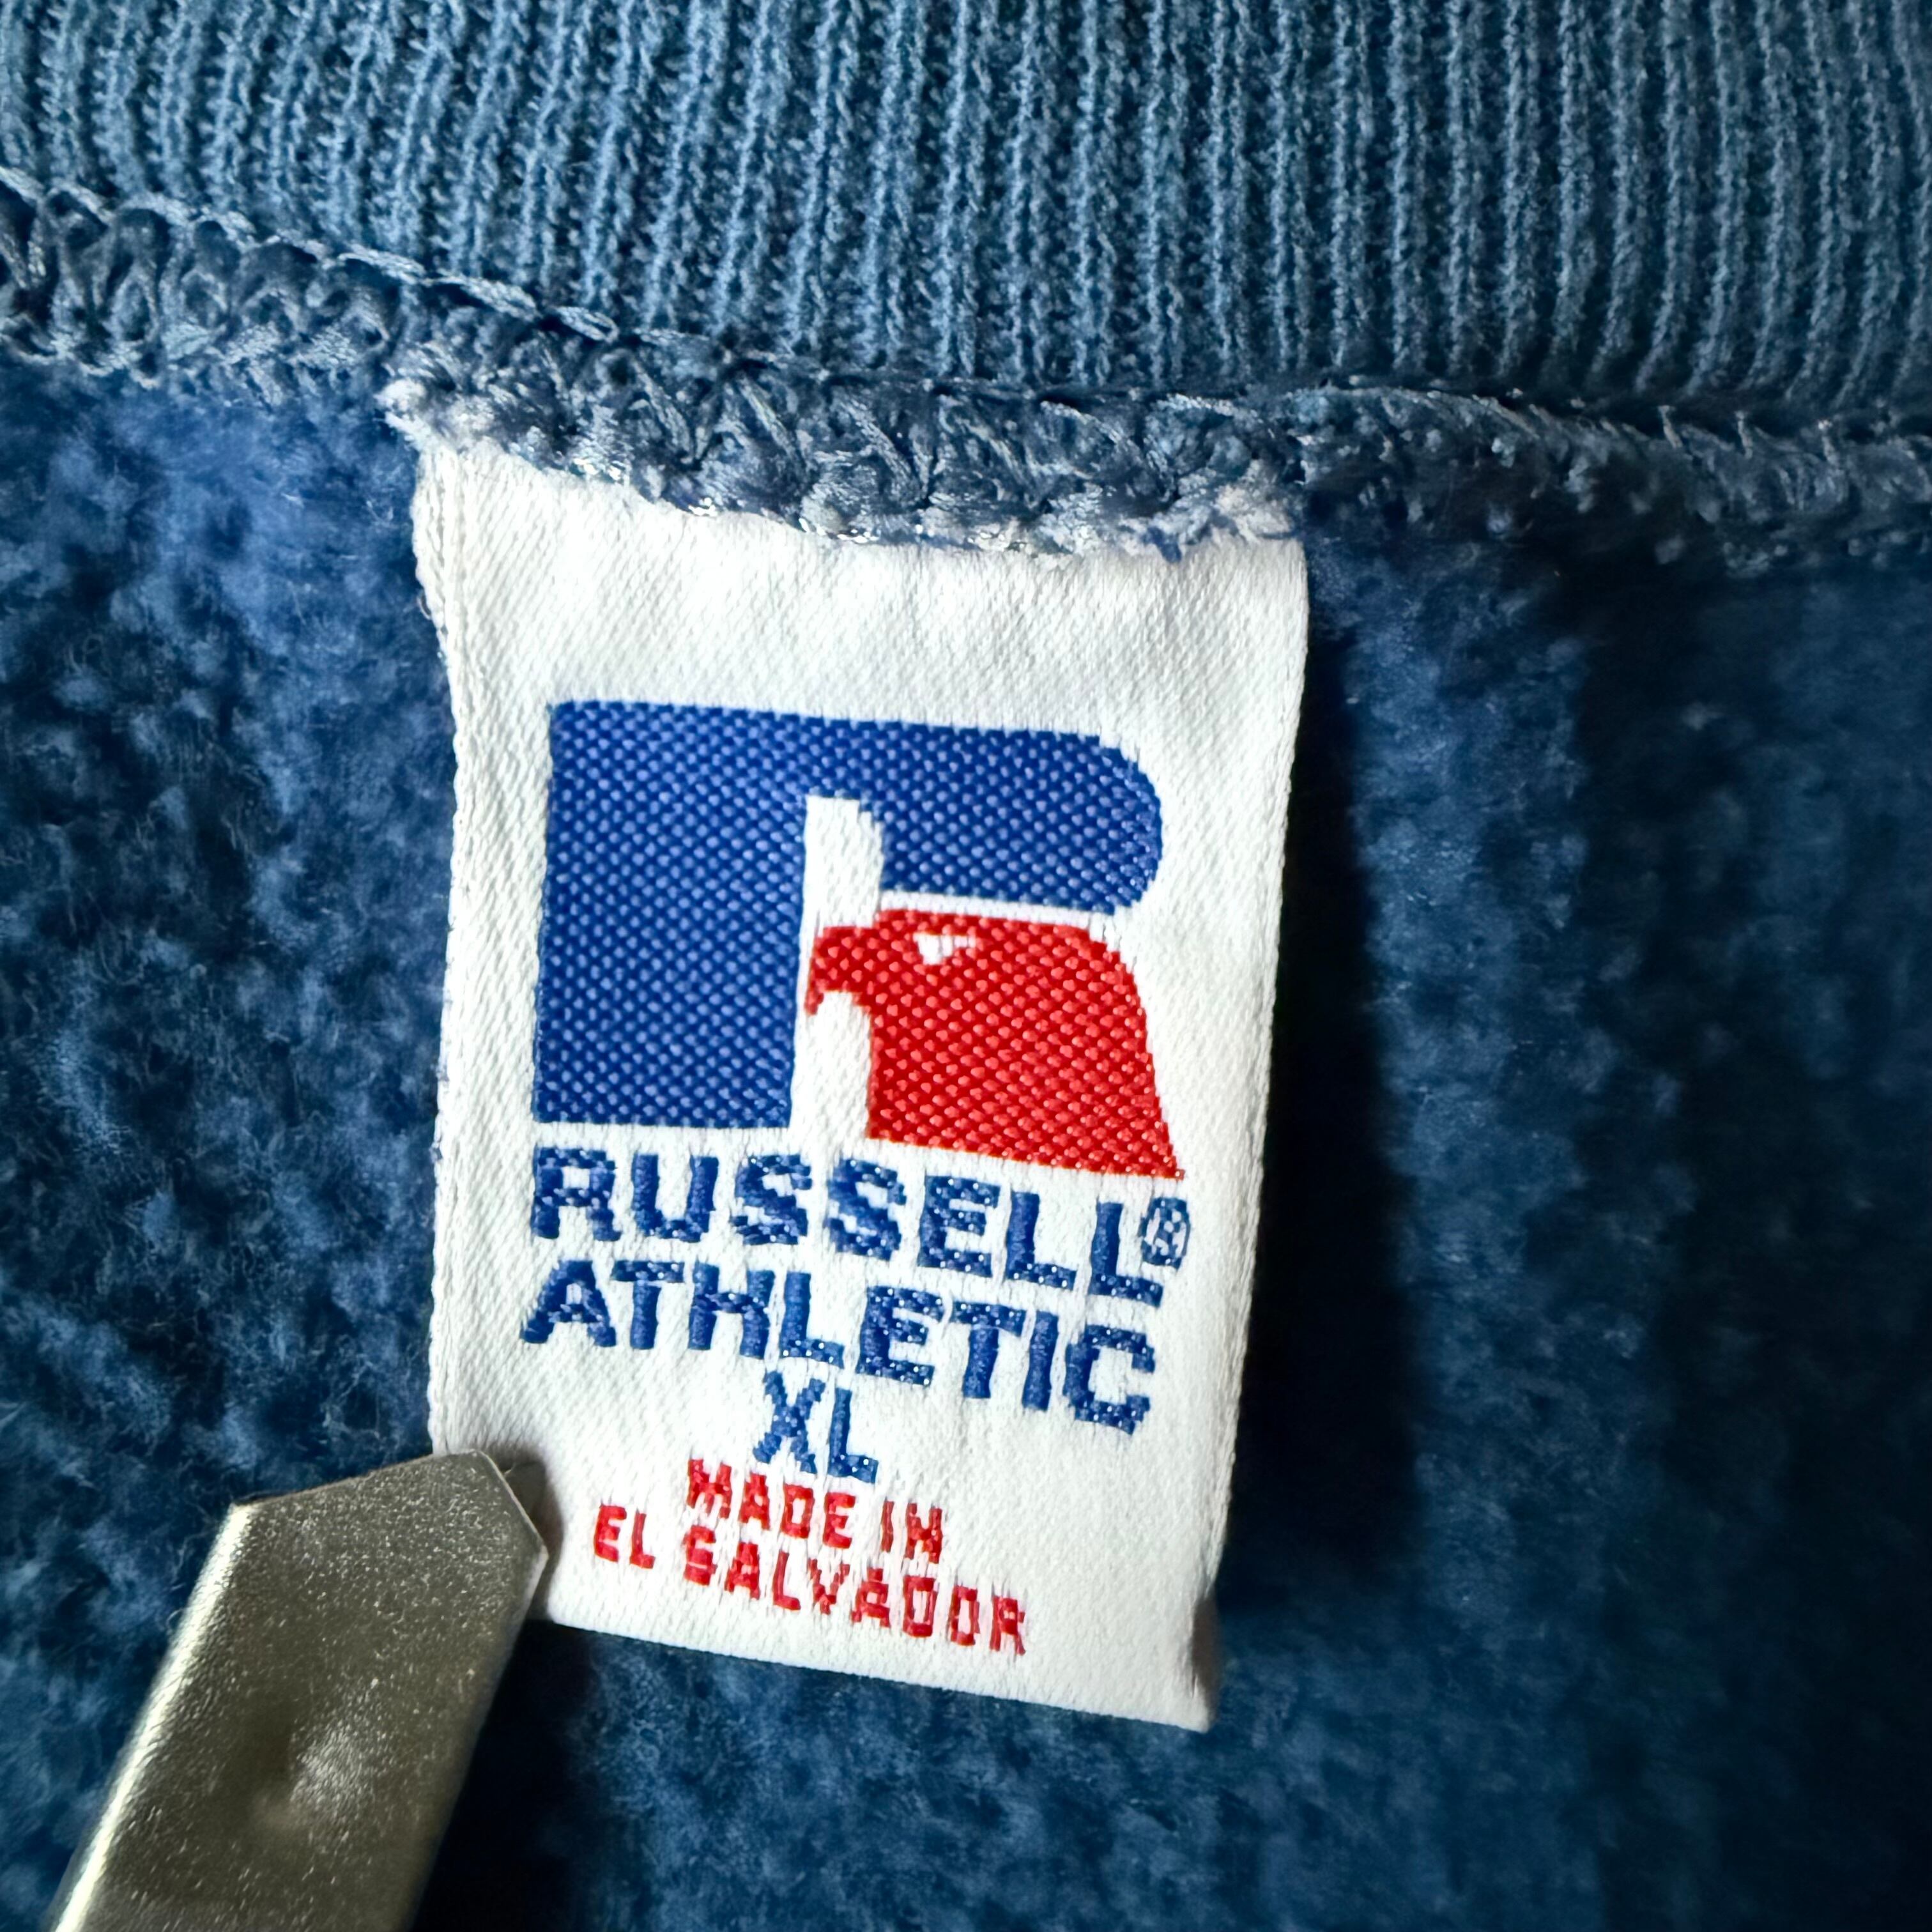 RUSSELL®
ATHLETIC
XL
MADE IN
EL SALVADOR